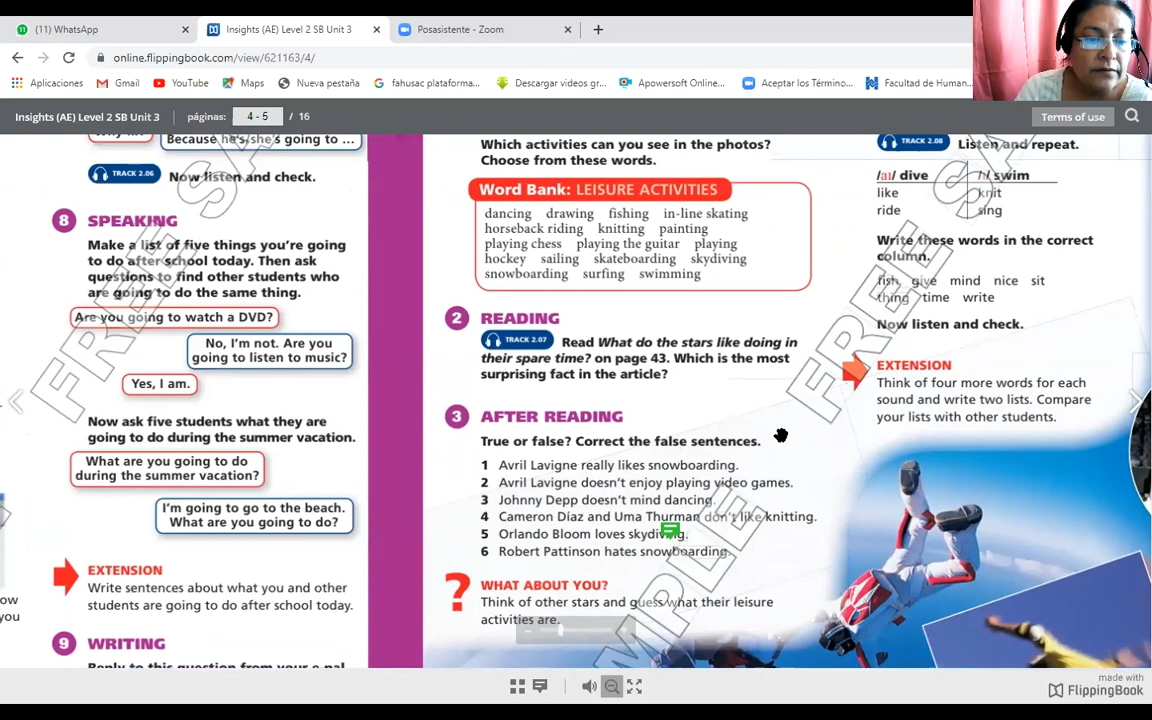 (11) WhatsApp
Insights (AE) Level 2 SB Unit 3
Posasistente - Zoom
online.flippingbook.com/view/621163/4/
Aplicaciones
Gmail
YouTube
Maps
Nueva pestaña
fahusac plataforma...
Descargar videos gr...
Apowersoft Online...
Aceptar los Término...
Facultad de Human...
Insights (AE) Level 2 SB Unit 3
páginas:
4 - 5
/ 16
Terms of use
Because he's/she's going to ...
TRACK 2.06
Now listen and check.
8 SPEAKING
Make a list of five things you're going
to do after school today. Then ask
questions to find other students who
are going to do the same thing.
Are you going to watch a DVD?
No, I'm not. Are you
going to listen to music?
Yes, I am.
Now ask five students what they are
going to do during the summer vacation.
What are you going to do
during the summer vacation?
I'm going to go to the beach.
What are you going to do?
EXTENSION
Write sentences about what you and other
students are going to do after school today.
9 WRITING
Reply to this question from your e-pal
Which activities can you see in the photos?
Choose from these words.
Word Bank: LEISURE ACTIVITIES
dancing drawing fishing in-line skating
horseback riding knitting painting
playing chess playing the guitar playing
hockey sailing skateboarding skydiving
snowboarding surfing swimming
2 READING
TRACK 2.07
Read What do the stars like doing in
their spare time? on page 43. Which is the most
surprising fact in the article?
3 AFTER READING
True or false? Correct the false sentences.
1 Avril Lavigne really likes snowboarding.
2 Avril Lavigne doesn't enjoy playing video games.
3 Johnny Depp doesn't mind dancing.
4 Cameron Diaz and Uma Thurman don't like knitting.
5 Orlando Bloom loves skydiving.
6 Robert Pattinson hates snowboarding.
? WHAT ABOUT YOU?
Think of other stars and guess what their leisure
activities are.
TRACK 2.08
Listen and repeat.
/aɪ/ dive
/ɪ/ swim
like knit
ride sing
Write these words in the correct
column.
fish give mind nice sit
thing time write
Now listen and check.
EXTENSION
Think of four more words for each
sound and write two lists. Compare
your lists with other students.
FREE SA
FREE S
MPLE
made with
FlippingBook